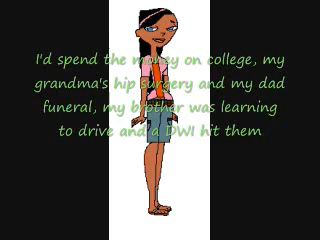 I'd spend the money on college, my
grandma's hip surgery and my dad
funeral, my brother was learning
to drive and a DWI hit them